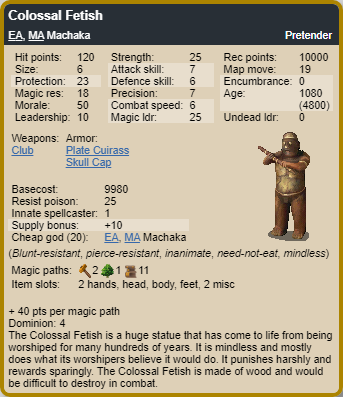 Colossal Fetish
EA, MA Machaka Pretender
Hit points: 120 Strength: 25 Rec points: 10000
Size: 6 Attack skill: 7 Map move: 19
Protection: 23 Defence skill: 6 Encumbrance: 0
Magic res: 18 Precision: 7 Age: 1080
Morale: 50 Combat speed: 6 (4800)
Leadership: 10 Magic ldr: 25 Undead ldr: 0
Weapons: Armor:
Club Plate Cuirass
Skull Cap
Basecost: 9980
Resist poison: 25
Innate spellcaster: 1
Supply bonus: +10
Cheap god (20): EA, MA Machaka
(Blunt-resistant, pierce-resistant, inanimate, need-not-eat, mindless)
Magic paths: 2 1 11
Item slots: 2 hands, head, body, feet, 2 misc
+ 40 pts per magic path
Dominion: 4
The Colossal Fetish is a huge statue that has come to life from being
worshiped for many hundreds of years. It is mindless and mostly
does what its worshipers believe it would do. It punishes harshly and
rewards sparingly. The Colossal Fetish is made of wood and would
be difficult to destroy in combat.